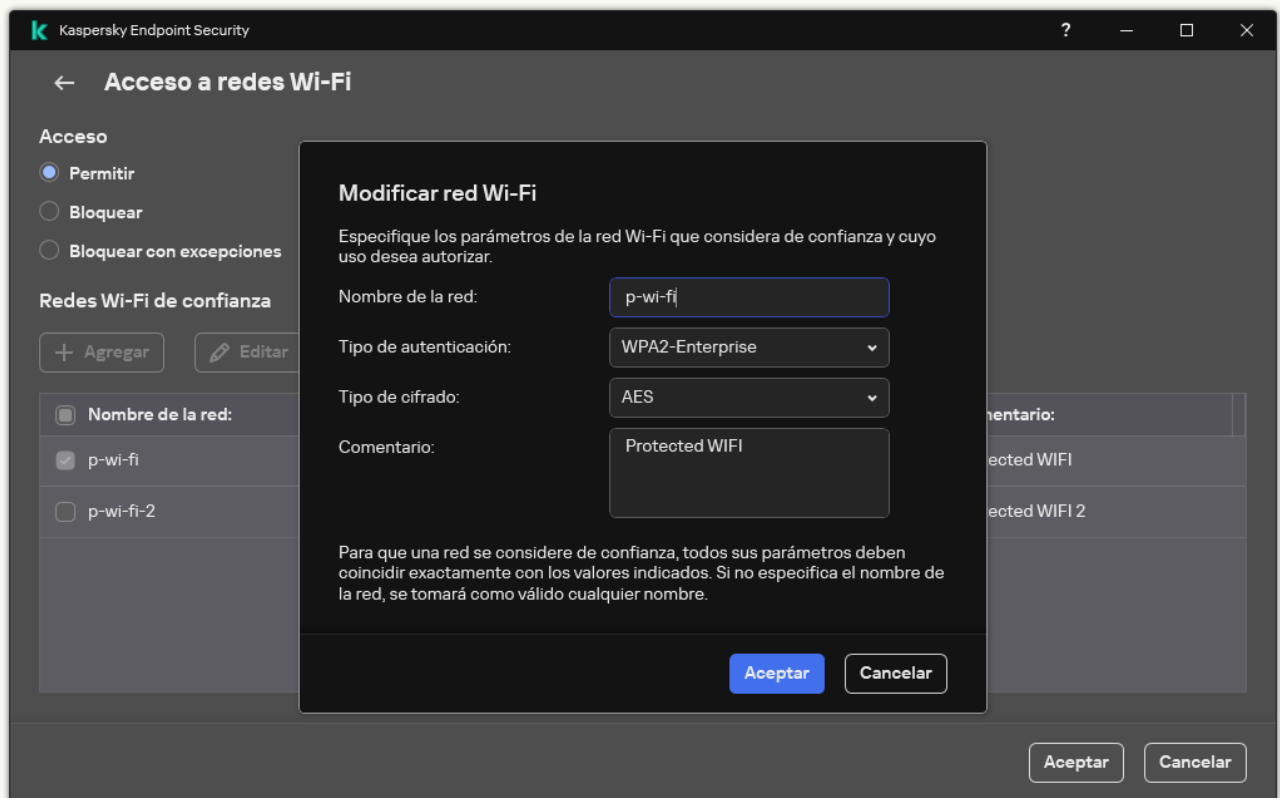 Kaspersky Endpoint Security
?
Acceso a redes Wi-Fi
Acceso
Permitir
Bloquear
Bloquear con excepciones
Redes Wi-Fi de confianza
Agregar
Editar
Nombre de la red:
p-wi-fi
p-wi-fi-2
Modificar red Wi-Fi
Especifique los parámetros de la red Wi-Fi que considera de confianza y cuyo
uso desea autorizar.
Nombre de la red: p-wi-fi
Tipo de autenticación: WPA2-Enterprise
Tipo de cifrado: AES
Comentario: Protected WIFI
Para que una red se considere de confianza, todos sus parámetros deben
coincidir exactamente con los valores indicados. Si no especifica el nombre de
la red, se tomará como válido cualquier nombre.
Aceptar Cancelar
WIFI
WIFI 2
Aceptar Cancelar